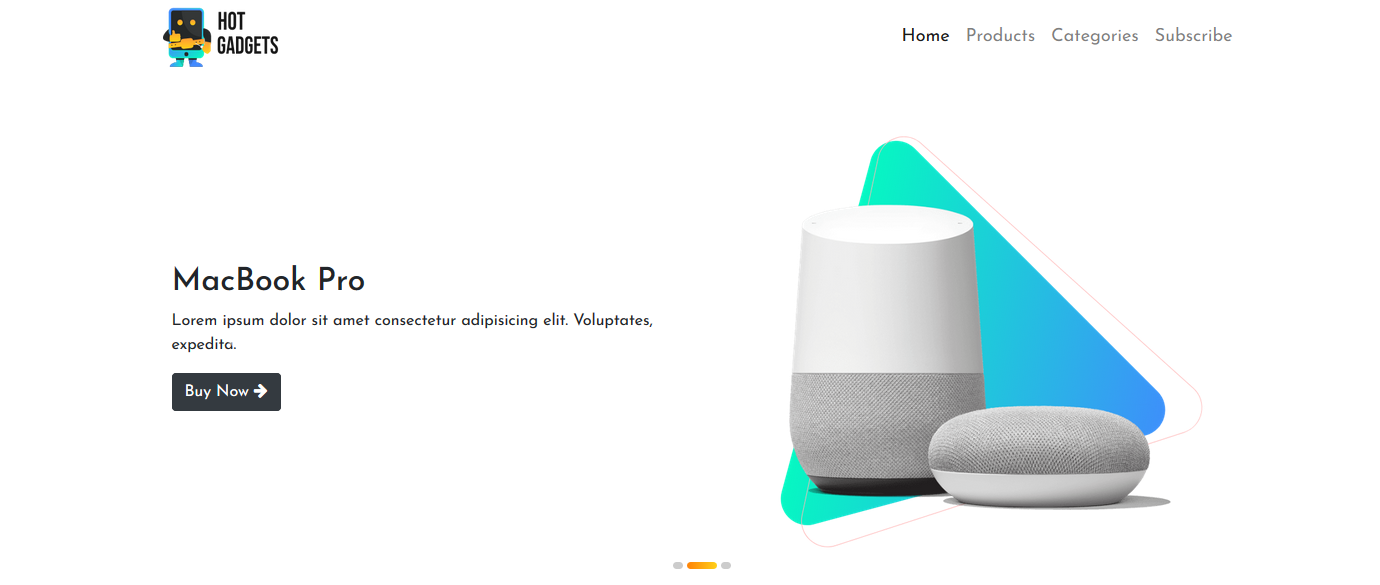 HOT
GADGETS
Home Products Categories Subscribe
MacBook Pro
Lorem ipsum dolor sit amet consectetur adipisicing elit. Voluptates,
expedita.
Buy Now